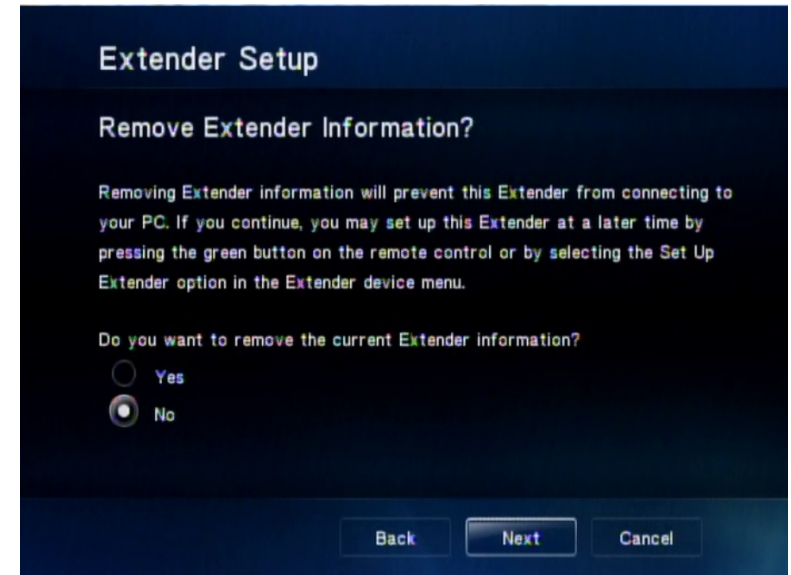 Extender Setup
Remove Extender Information?
Removing Extender information will prevent this Extender from connecting to
your PC. If you continue, you may set up this Extender at a later time by
pressing the green button on the remote control or by selecting the Set Up
Extender option in the Extender device menu.
Do you want to remove the current Extender information?
Yes
No
Back Next Cancel